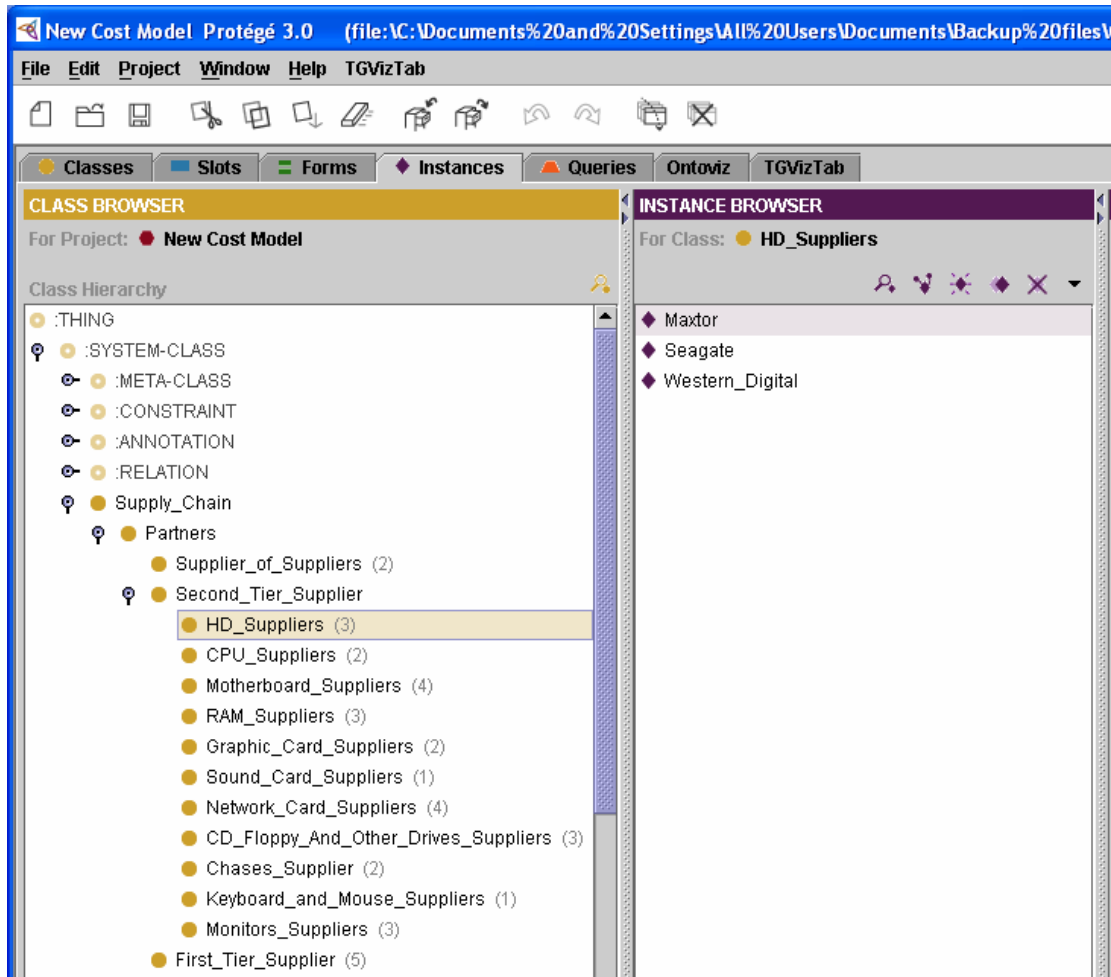 New Cost Model Protégé 3.0 (file:\C:\Documents%20and%20Settings\All%20Users\Documents\Backup%20files\
File Edit Project Window Help TGVizTab
Classes Slots Forms Instances Queries Ontoviz TGVizTab
CLASS BROWSER
For Project: New Cost Model
Class Hierarchy
:THING
:SYSTEM-CLASS
:META-CLASS
:CONSTRAINT
:ANNOTATION
:RELATION
Supply_Chain
Partners
Supplier_of_Suppliers (2)
Second_Tier_Supplier
HD_Suppliers (3)
CPU_Suppliers (2)
Motherboard_Suppliers (4)
RAM_Suppliers (3)
Graphic_Card_Suppliers (2)
Sound_Card_Suppliers (1)
Network_Card_Suppliers (4)
CD_Floppy_And_Other_Drives_Suppliers (3)
Chases_Supplier (2)
Keyboard_and_Mouse_Suppliers (1)
Monitors_Suppliers (3)
First_Tier_Supplier (5)
INSTANCE BROWSER
For Class: HD_Suppliers
Maxtor
Seagate
Western_Digital